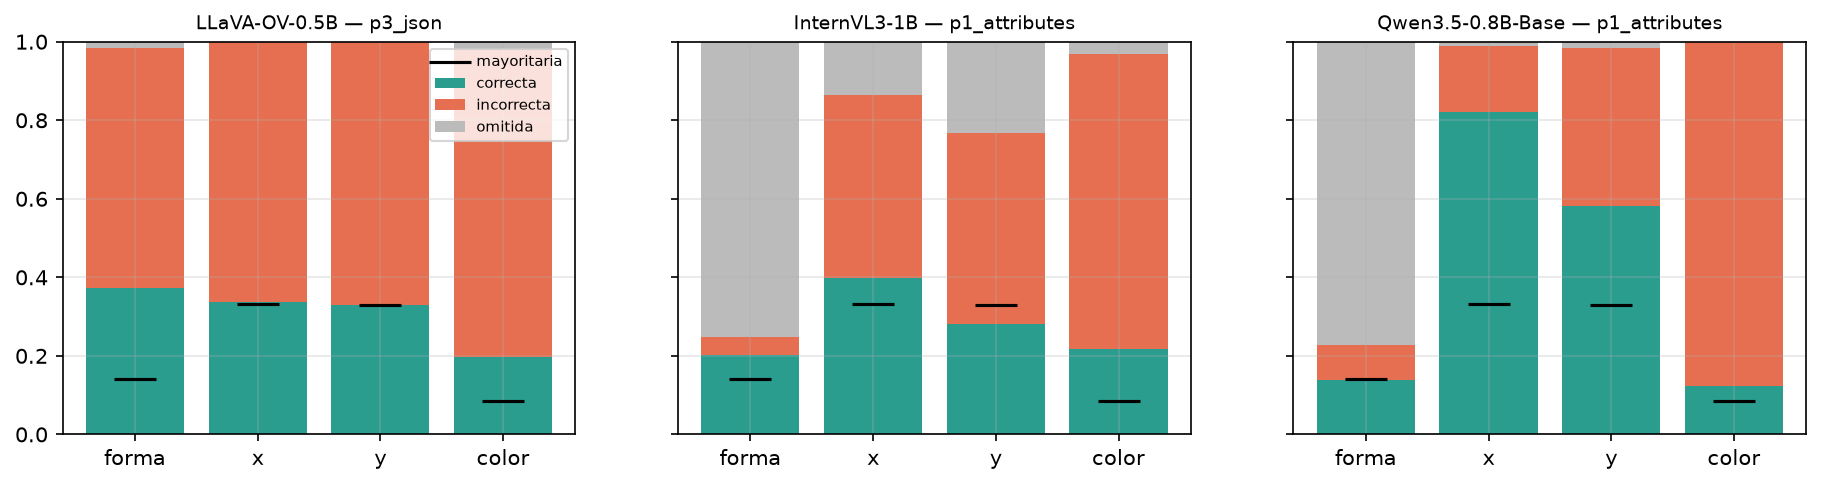 LLaVA-OV-0.5B — p3_json
InternVL3-1B — p1_attributes
Qwen3.5-0.8B-Base — p1_attributes
1.0
0.8
0.6
0.4
0.2
0.0
mayoritaria
correcta
incorrecta
omitida
forma x y color
forma x y color
forma x y color